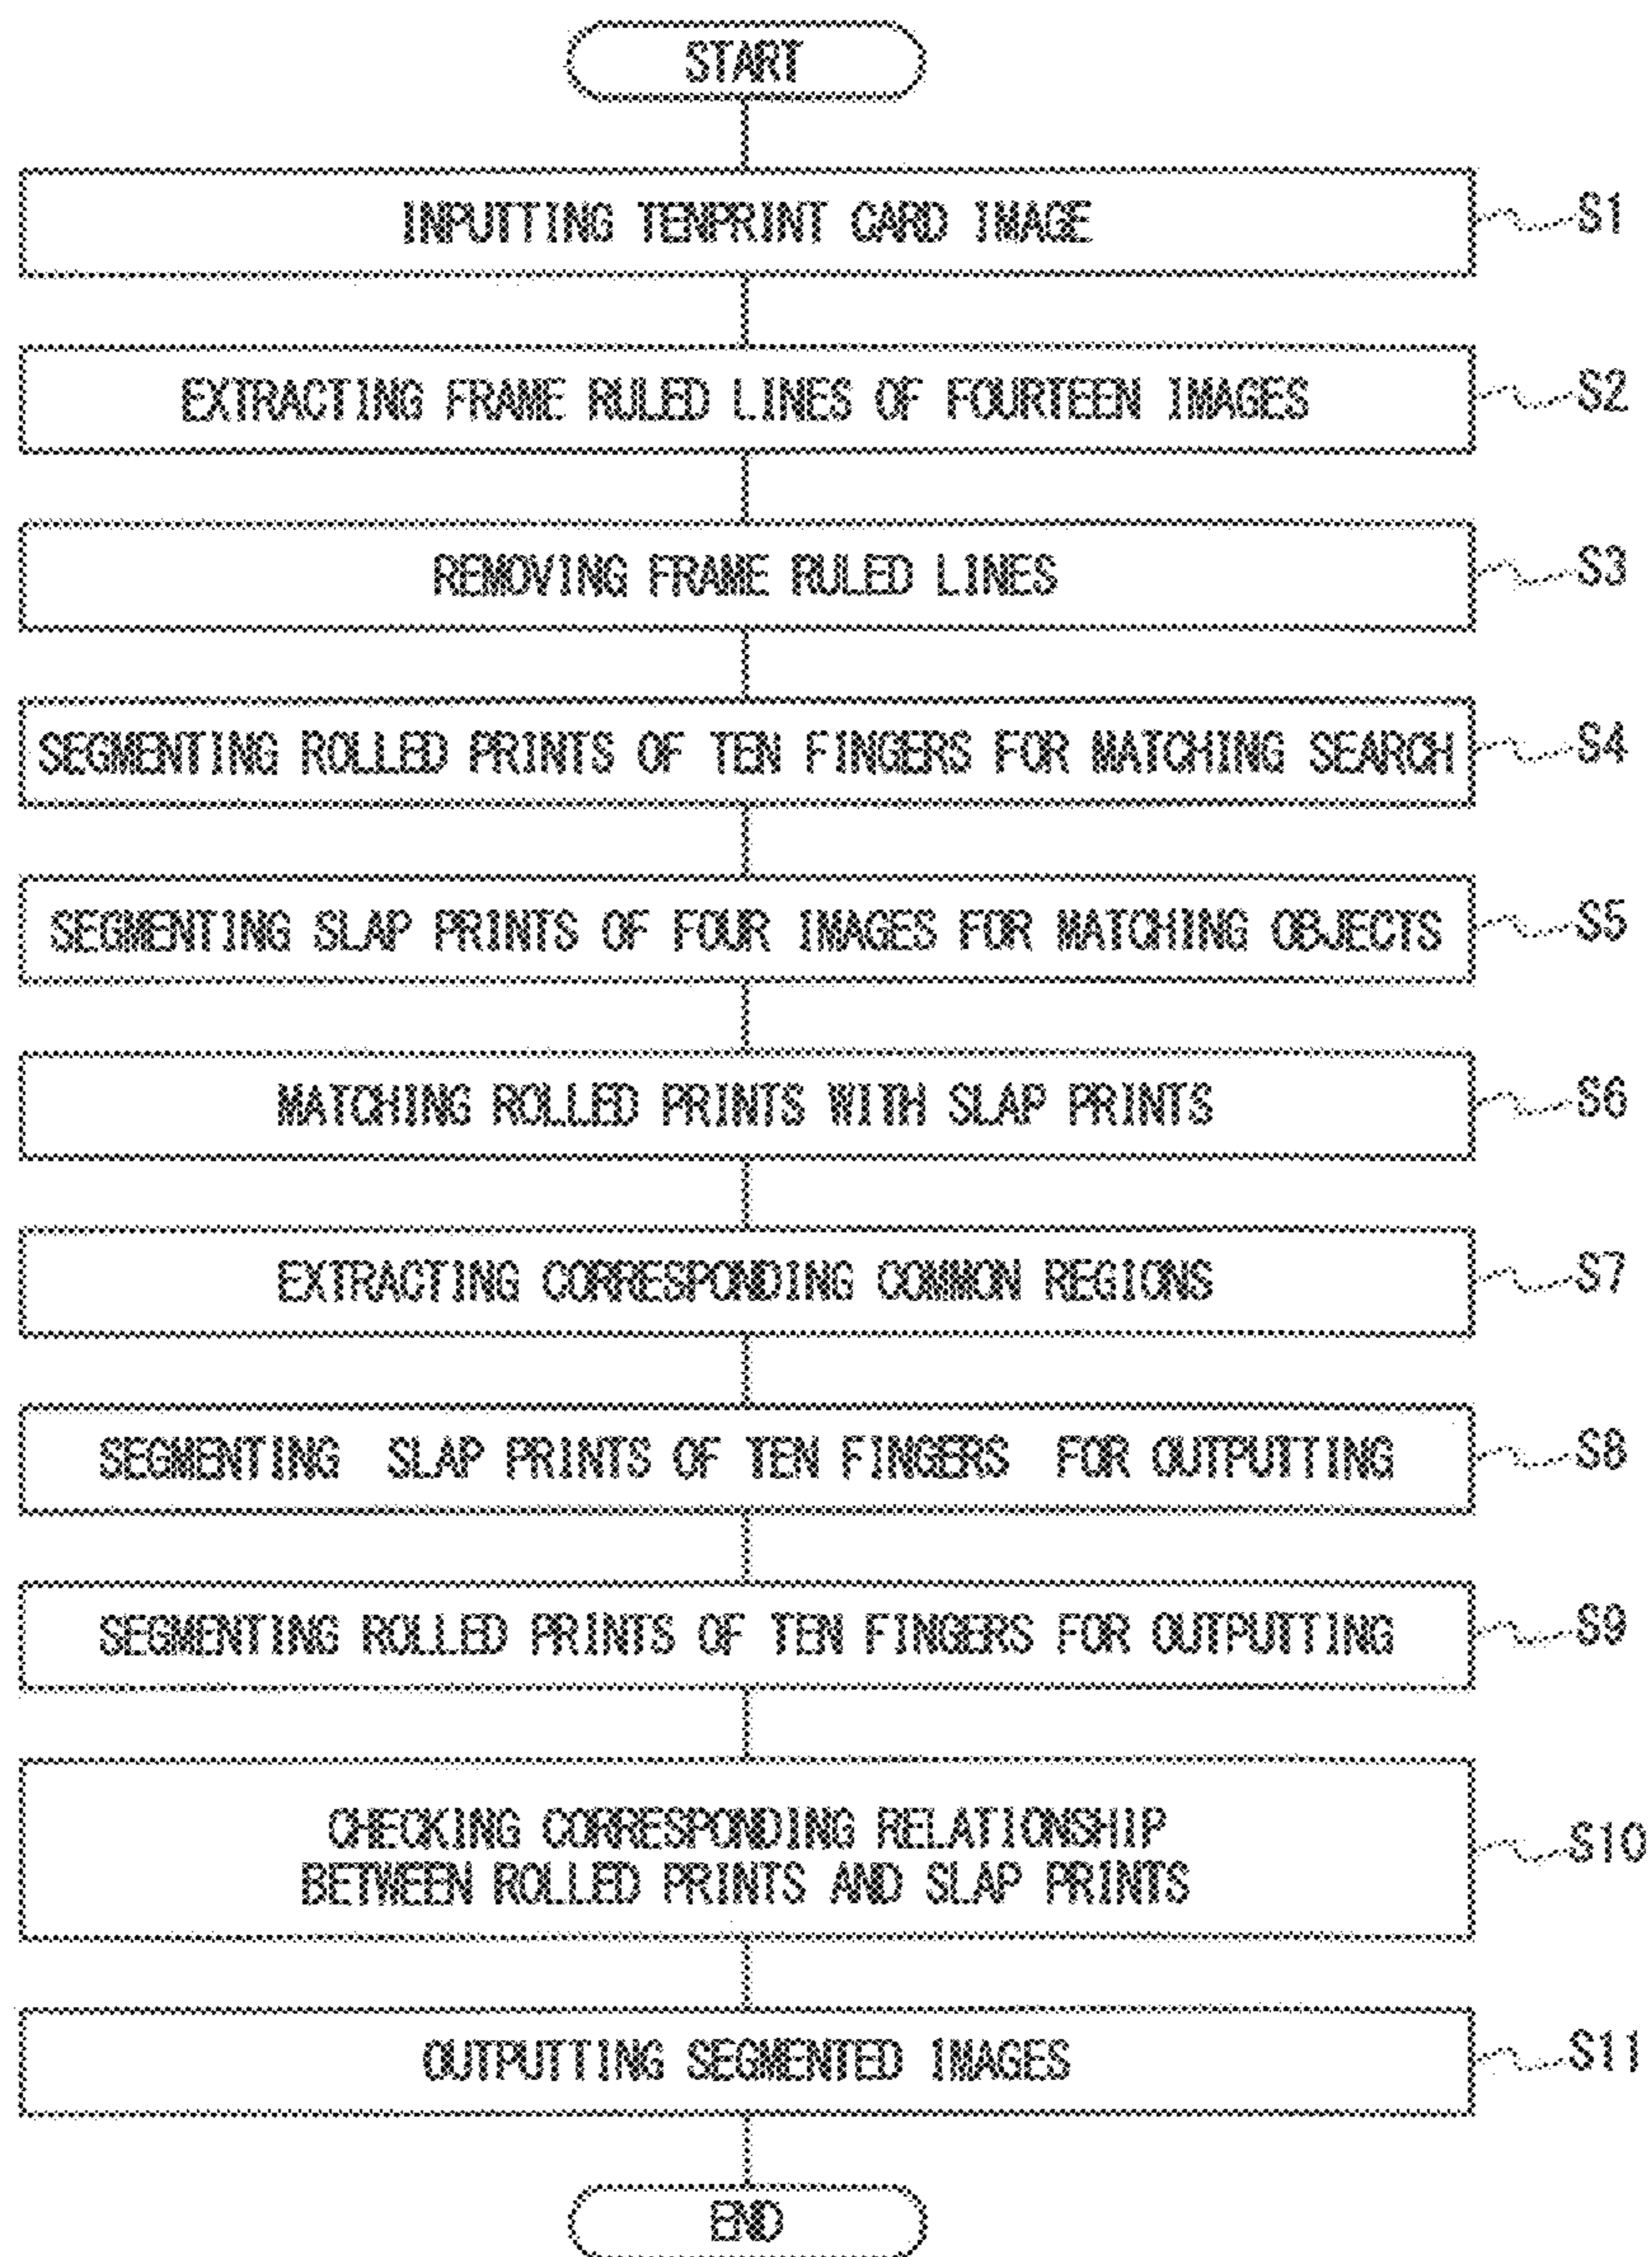 START
INPUTTING TENPRINT CARD IMAGE
S1
EXTRACTING FRAME RULED LINES OF FOURTEEN IMAGES
S2
REMOVING FRAME RULED LINES
S3
SEGMENTING ROLLED PRINTS OF TEN FINGERS FOR MATCHING SEARCH
S4
SEGMENTING SLAP PRINTS OF FOUR IMAGES FOR MATCHING OBJECTS
S5
MATCHING ROLLED PRINTS WITH SLAP PRINTS
S6
EXTRACTING CORRESPONDING COMMON REGIONS
S7
SEGMENTING SLAP PRINTS OF TEN FINGERS FOR OUTPUTTING
S8
SEGMENTING ROLLED PRINTS OF TEN FINGERS FOR OUTPUTTING
S9
CHECKING CORRESPONDING RELATIONSHIP
BETWEEN ROLLED PRINTS AND SLAP PRINTS
S10
OUTPUTTING SEGMENTED IMAGES
S11
END